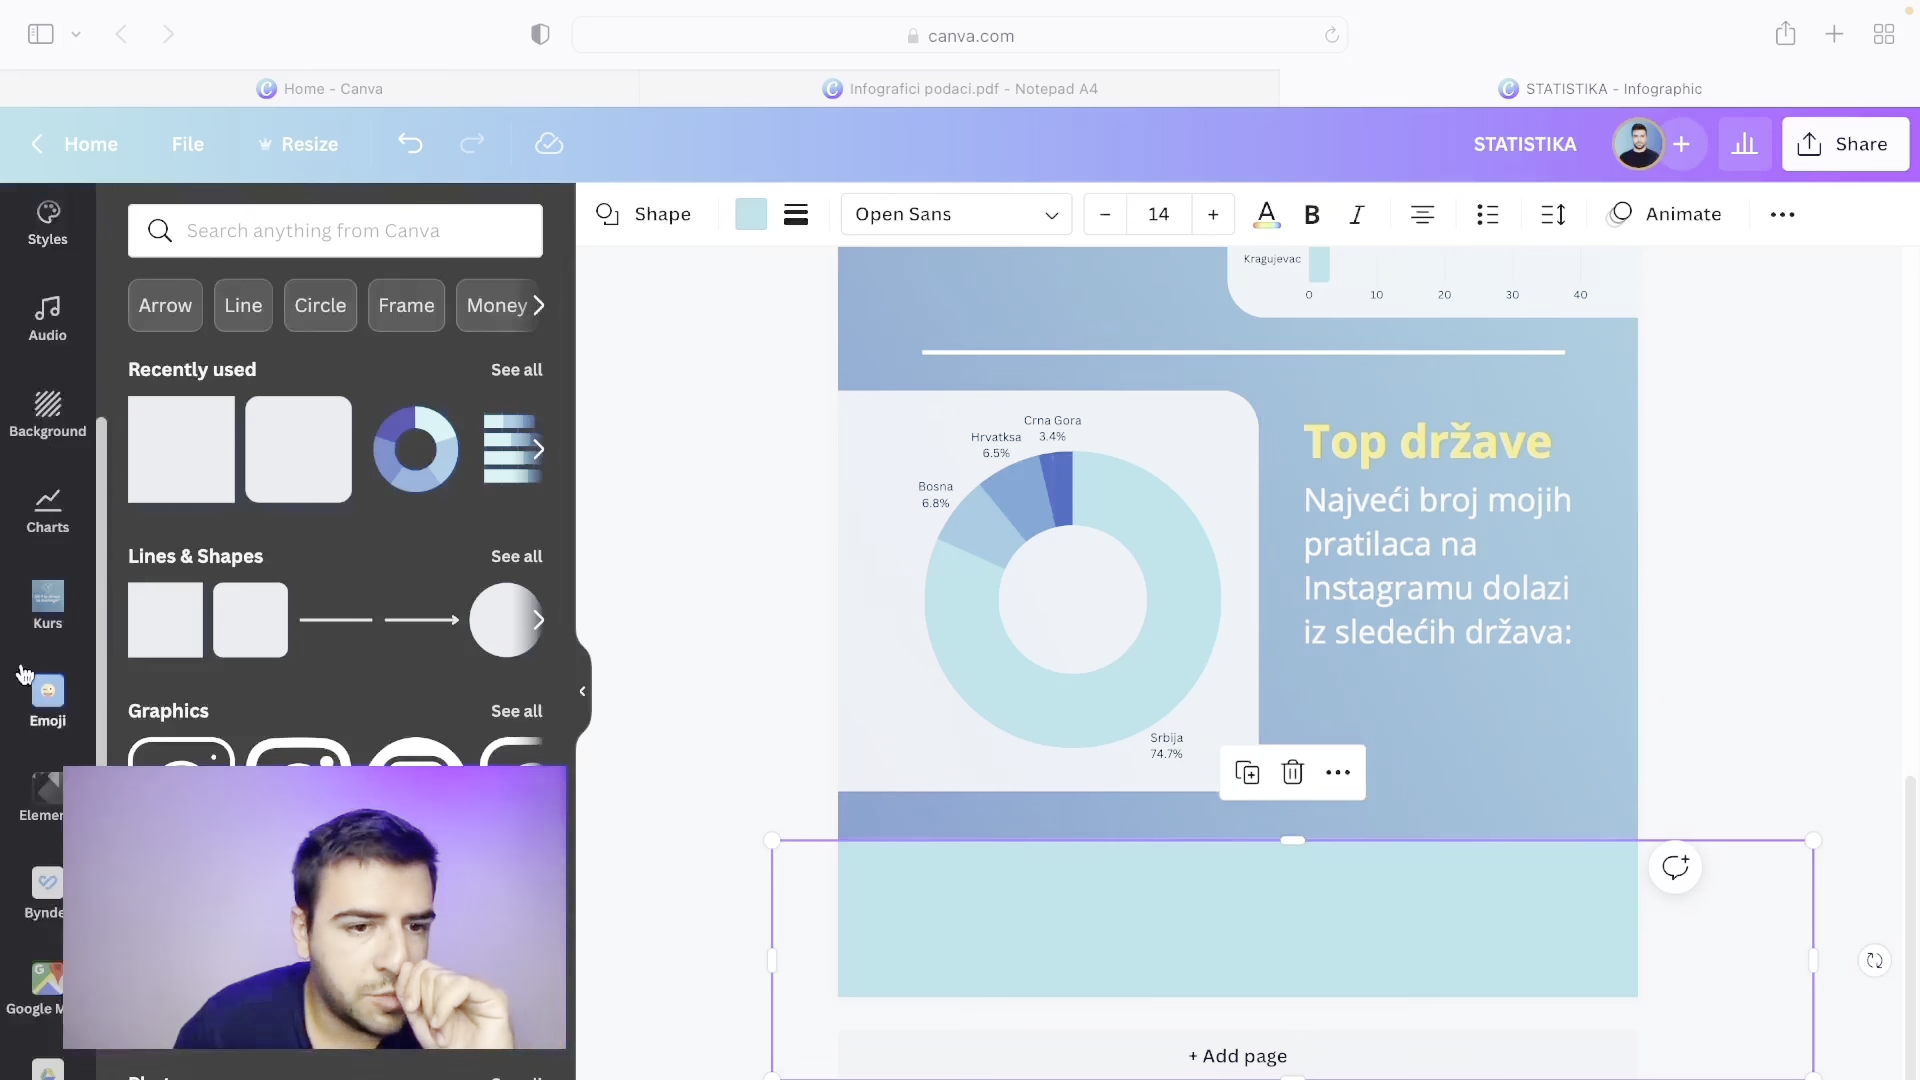 canva.com
Home - Canva
Infografici podaci.pdf - Notepad A4
STATISTIKA - Infographic
Home
File
Resize
STATISTIKA
Share
Styles
Audio
Background
Charts
Kurs
Emoji
Elemen
Bynde
Google M
Search anything from Canva
Arrow
Line
Circle
Frame
Money
Recently used
See all
Lines & Shapes
See all
Graphics
See all
Shape
Open Sans
14
A
B
I
Animate
Kragujevac
0 10 20 30 40
Crna Gora
3.4%
Hrvatksa
6.5%
Bosna
6.8%
Srbija
74.7%
Top države
Najveći broj mojih
pratilaca na
Instagramu dolazi
iz sledećih država:
+ Add page